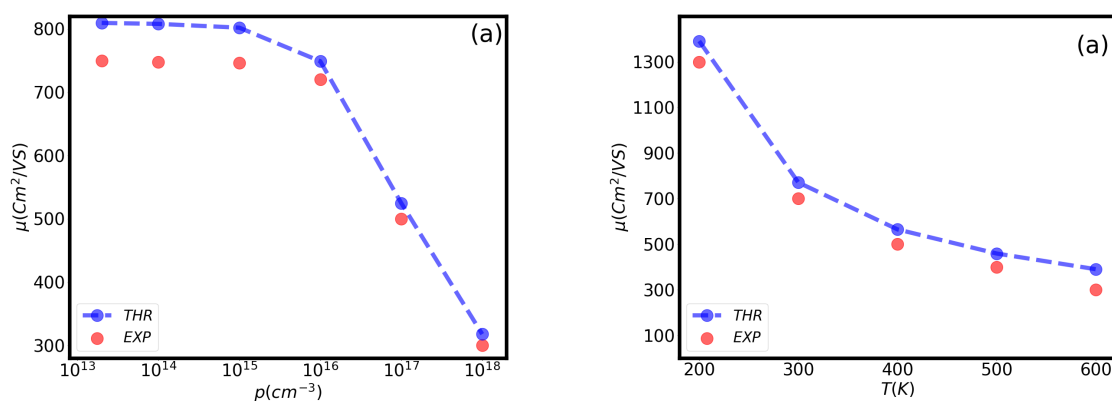 (a)
800
700
600
500
400
300
μ(Cm²/VS)
THR
EXP
10¹³ 10¹⁴ 10¹⁵ 10¹⁶ 10¹⁷ 10¹⁸
p(cm⁻³)
(a)
1300
1100
900
700
500
300
100
μ(Cm²/VS)
THR
EXP
200 300 400 500 600
T(K)